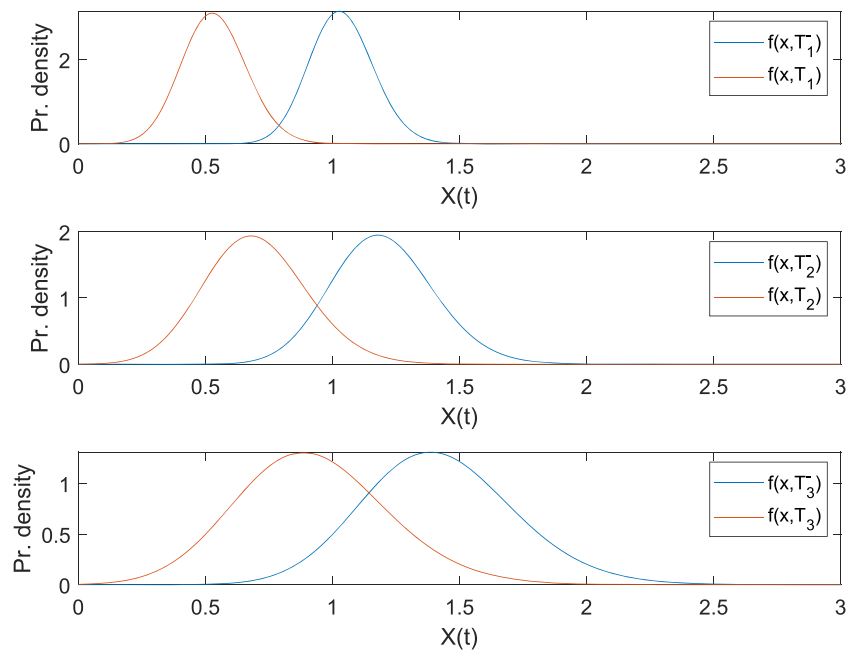 Pr. density
2
0
f(x,T₁⁻)
f(x,T₁)
0 0.5 1 1.5 2 2.5 3
X(t)
Pr. density
2
1
0
f(x,T₂⁻)
f(x,T₂)
0 0.5 1 1.5 2 2.5 3
X(t)
Pr. density
1
0.5
0
f(x,T₃⁻)
f(x,T₃)
0 0.5 1 1.5 2 2.5 3
X(t)